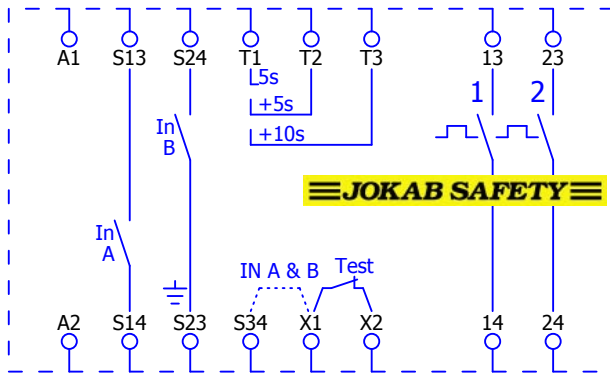 A1 S13 S24 T1 T2 T3 13 23
5s
+5s
+10s
1 2
In
B
JOKAB SAFETY
In
A
IN A & B Test
A2 S14 S23 S34 X1 X2 14 24